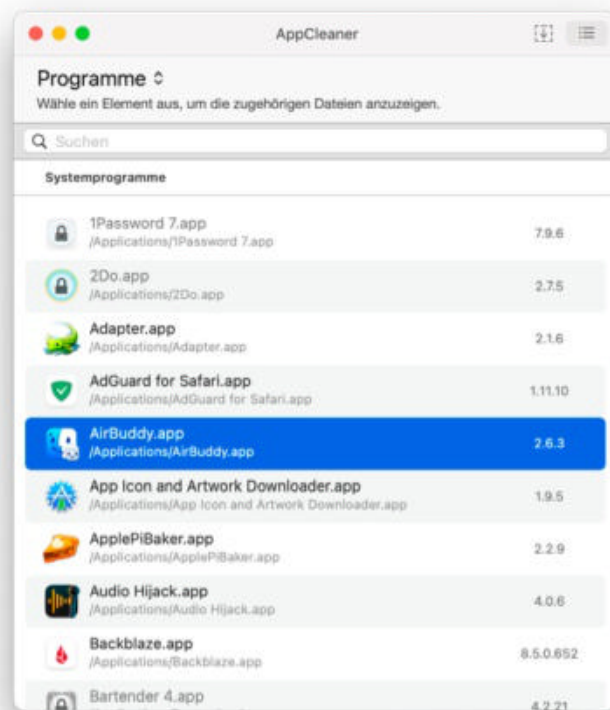 AppCleaner
Programme
Wähle ein Element aus, um die zugehörigen Dateien anzuzeigen.
Suchen
Systemprogramme
1Password 7.app
/Applications/1Password 7.app
7.9.6
2Do.app
/Applications/2Do.app
2.7.5
Adapter.app
/Applications/Adapter.app
2.1.6
AdGuard for Safari.app
/Applications/AdGuard for Safari.app
1.11.10
AirBuddy.app
/Applications/AirBuddy.app
2.6.3
App Icon and Artwork Downloader.app
/Applications/App Icon and Artwork Downloader.app
1.9.5
ApplePiBaker.app
/Applications/ApplePiBaker.app
2.2.9
Audio Hijack.app
/Applications/Audio Hijack.app
4.0.6
Backblaze.app
/Applications/Backblaze.app
8.5.0.652
Bartender 4.app
4.2.21